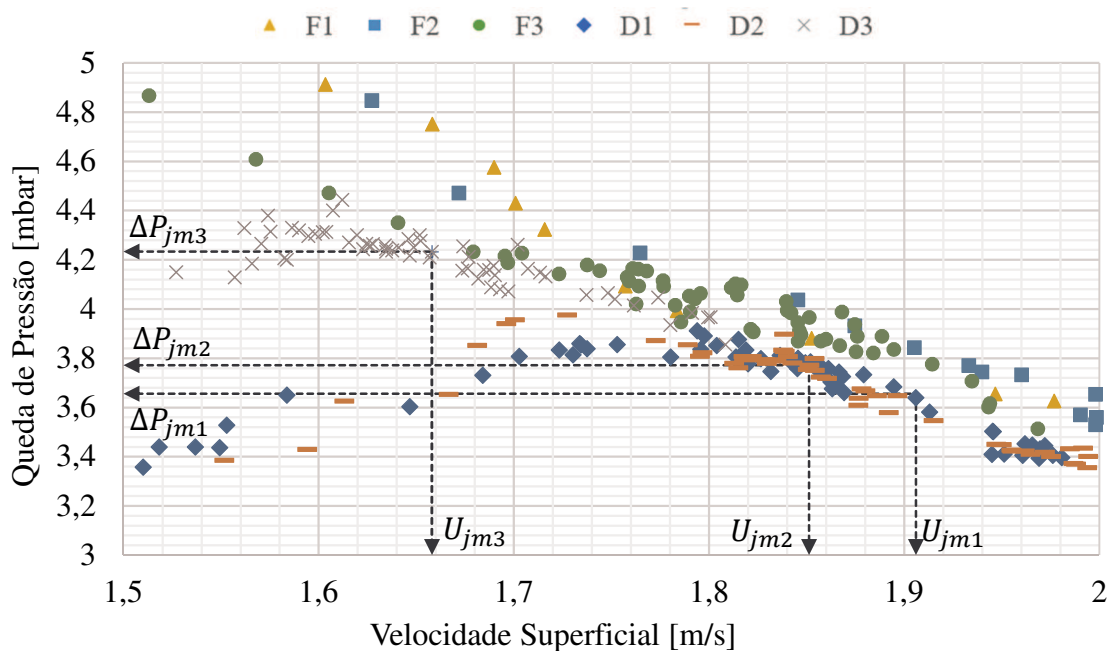 F1 F2 F3 D1 D2 D3
5
4,8
4,6
4,4
4,2
4
3,8
3,6
3,4
3,2
3
Queda de Pressão [mbar]
ΔP_jm3
ΔP_jm2
ΔP_jm1
U_jm3 U_jm2 U_jm1
1,5 1,6 1,7 1,8 1,9 2
Velocidade Superficial [m/s]